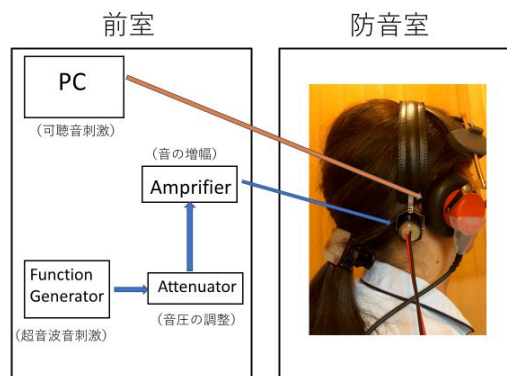 前室
防音室
PC
(可聴音刺激)
(音の増幅)
Amprifier
Function
Generator
Attenuator
(超音波音刺激)
(音圧の調整)